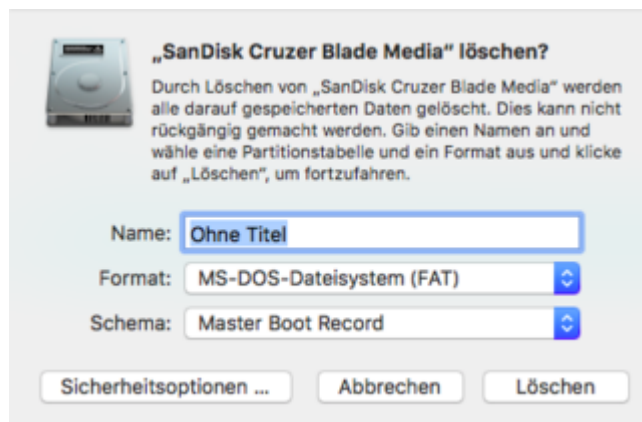 „SanDisk Cruzer Blade Media“ löschen?
Durch Löschen von „SanDisk Cruzer Blade Media“ werden
alle darauf gespeicherten Daten gelöscht. Dies kann nicht
rückgängig gemacht werden. Gib einen Namen an und
wähle eine Partitionstabelle und ein Format aus und klicke
auf „Löschen“, um fortzufahren.
Name: Ohne Titel
Format: MS-DOS-Dateisystem (FAT)
Schema: Master Boot Record
Sicherheitsoptionen ... Abbrechen Löschen